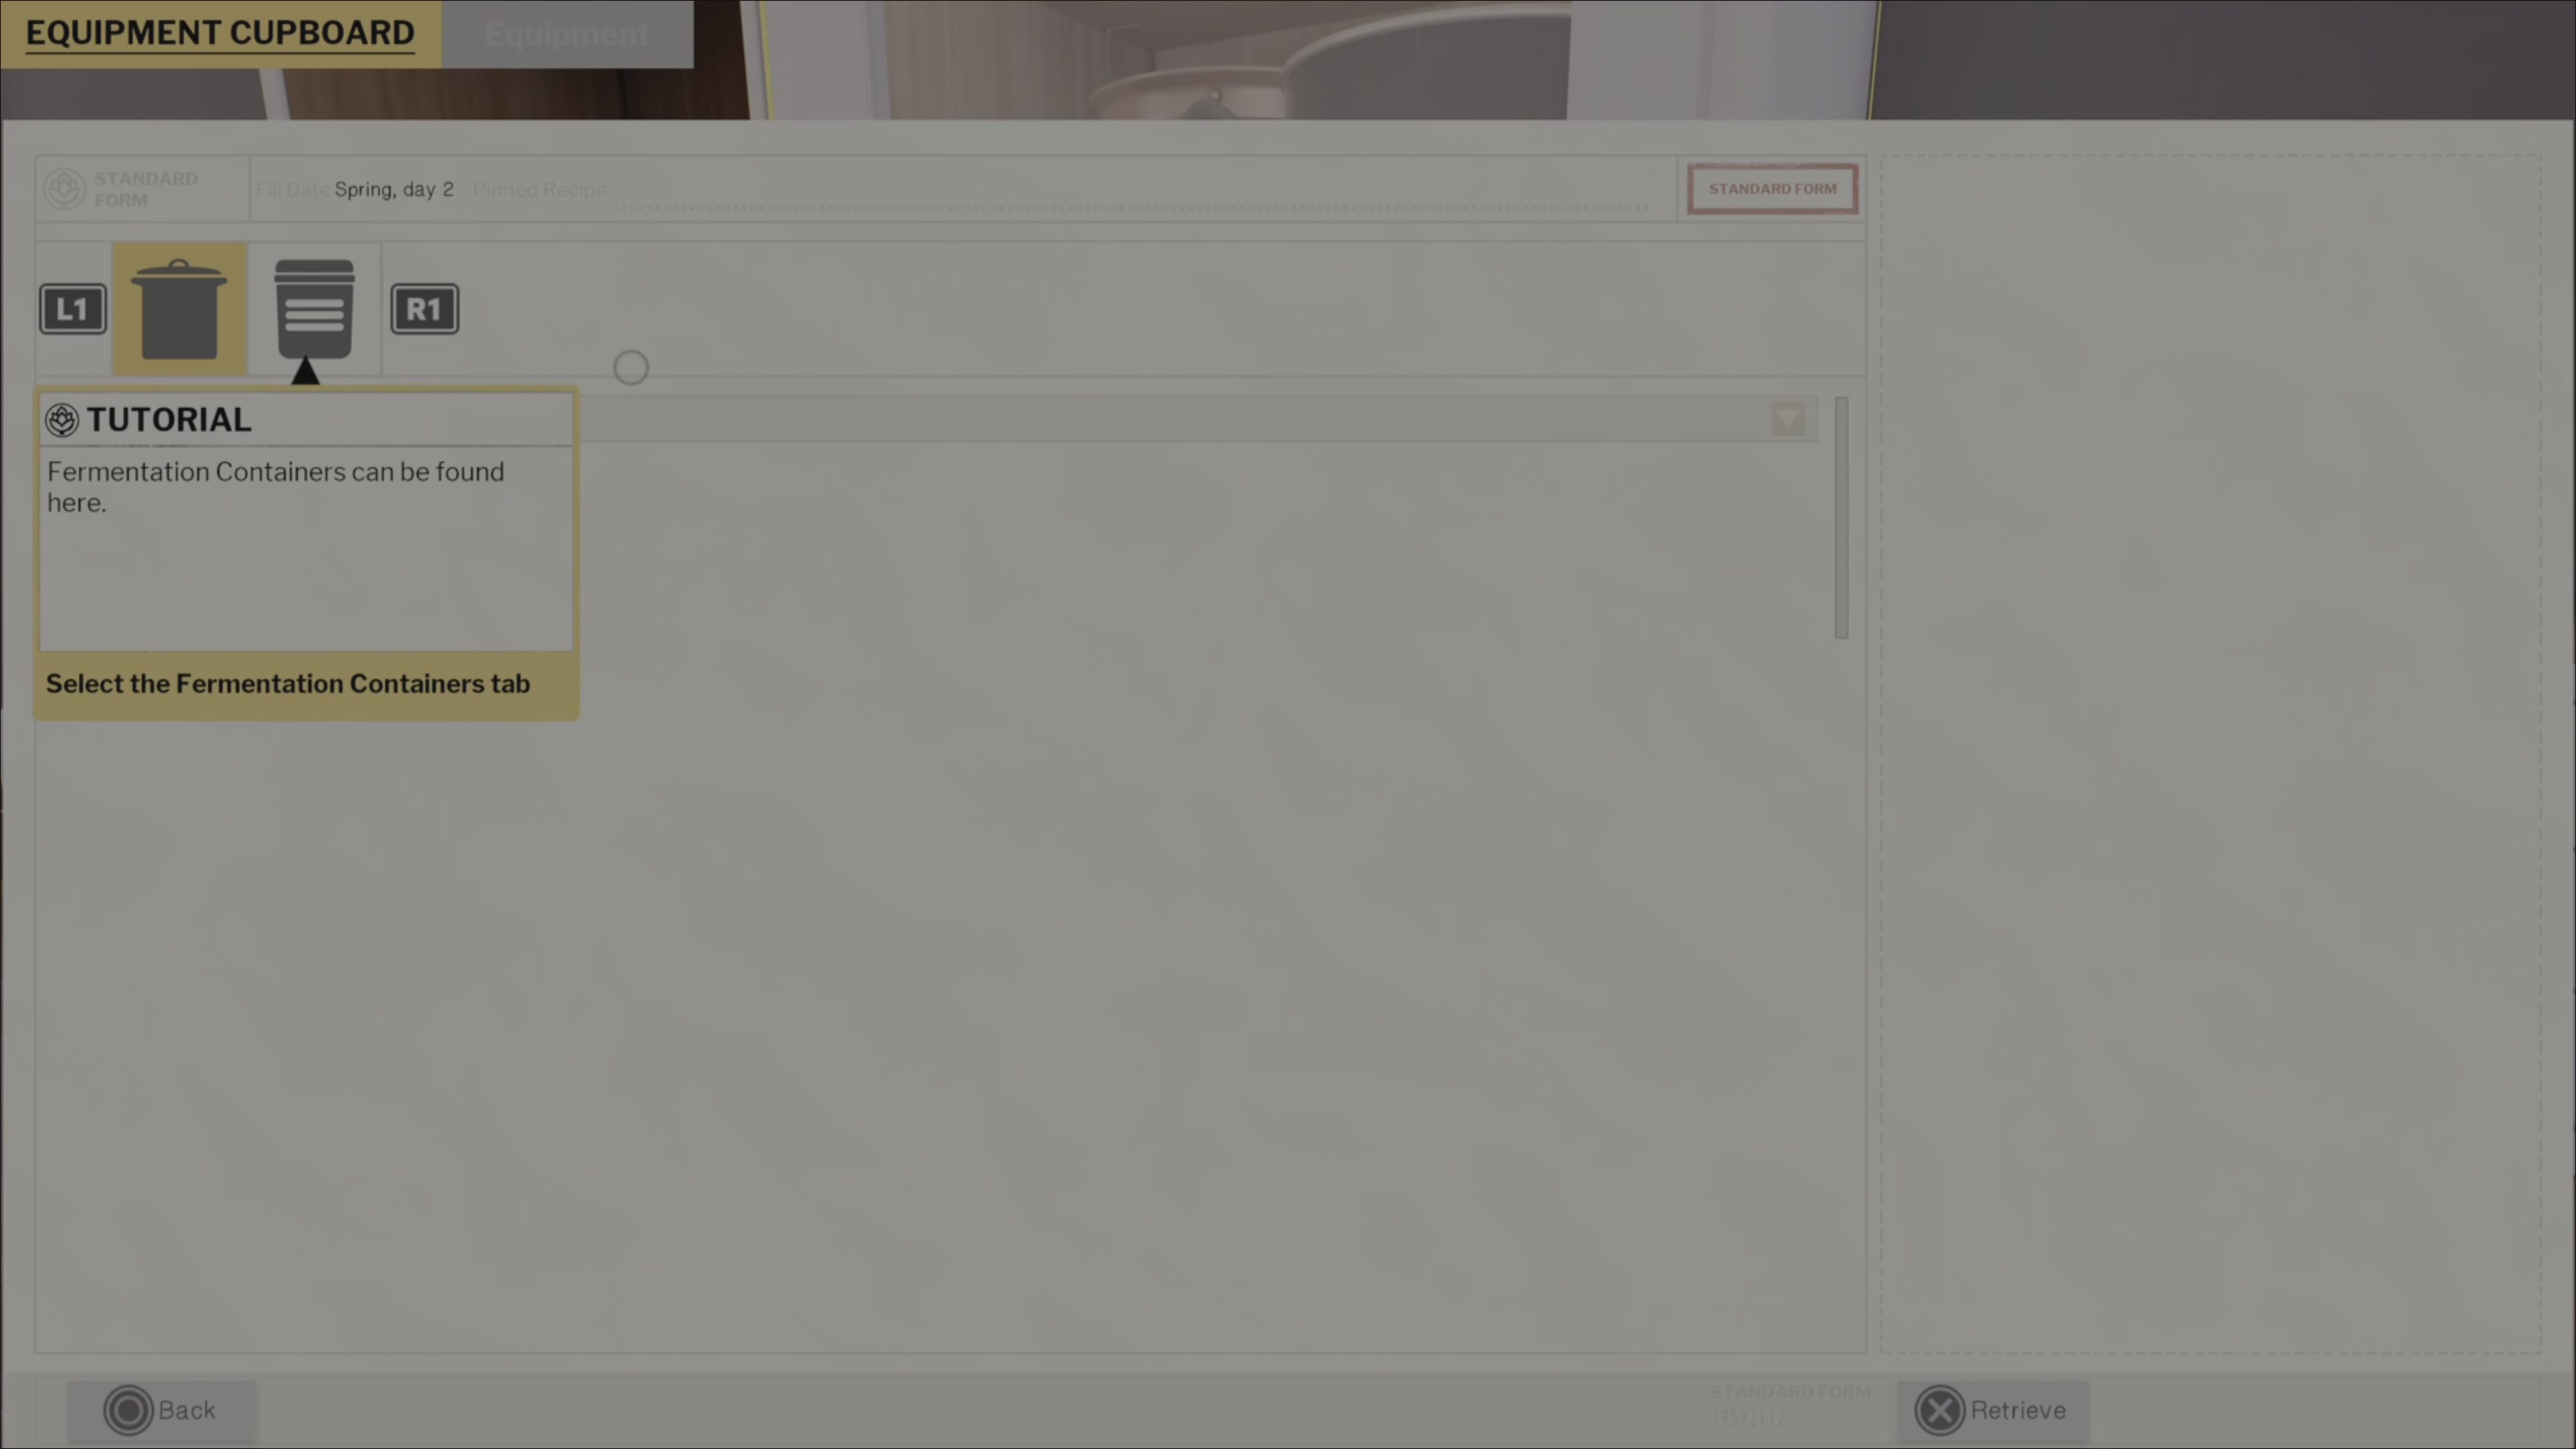 EQUIPMENT CUPBOARD
Equipment
STANDARD
FORM
Fill Date Spring, day 2 Pinned Recipe
STANDARD FORM
L1
R1
TUTORIAL
Fermentation Containers can be found
here.
Select the Fermentation Containers tab
Back
STANDARD FORM
19592112
Retrieve